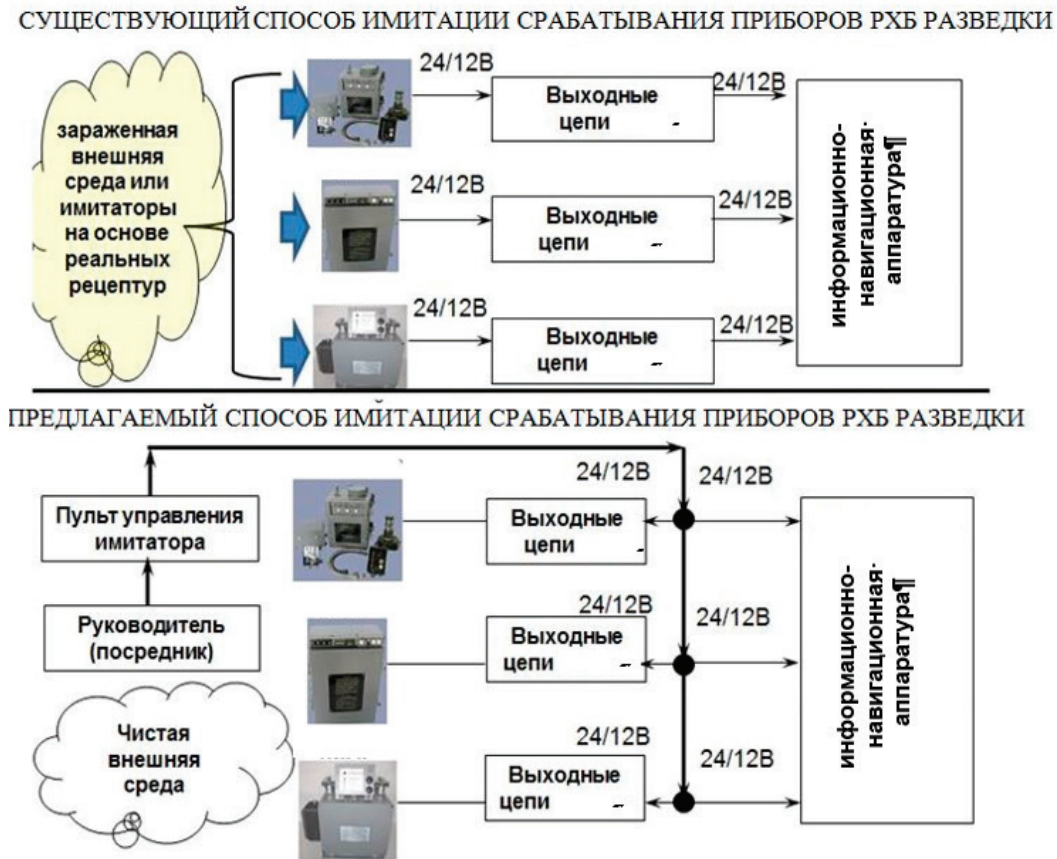 СУЩЕСТВУЮЩИЙ СПОСОБ ИМИТАЦИИ СРАБАТЫВАНИЯ ПРИБОРОВ РХБ РАЗВЕДКИ
зараженная
внешняя
среда или
имитаторы
на основе
реальных
рецептур
24/12В
Выходные
цепи -
24/12В
24/12В
Выходные
цепи
24/12В
24/12В
Выходные
цепи -
24/12В
информационно-
навигационная·
аппаратура¶
ПРЕДЛАГАЕМЫЙ СПОСОБ ИМИТАЦИИ СРАБАТЫВАНИЯ ПРИБОРОВ РХБ РАЗВЕДКИ
Пульт управления
имитатора
Руководитель
(посредник)
Чистая
внешняя
среда
24/12В
24/12В
Выходные
цепи -
24/12В
24/12В
Выходные
цепи
24/12В
24/12В
Выходные
цепи
информационно-
навигационная·
аппаратура¶